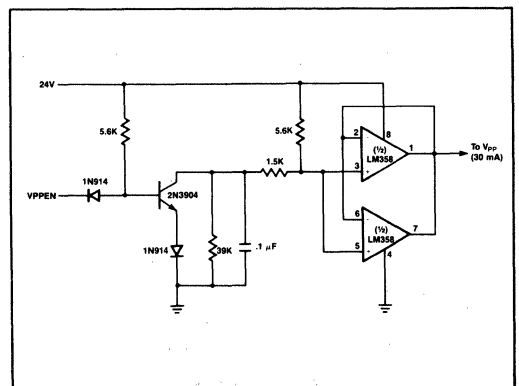 24V
5.6K
5.6K
2
8
(½)
LM358
1
To VPP
(30 mA)
1.5K
3
-
+
1N914
VPPEN
2N3904
6
-
(½)
LM358
7
1N914
39K
.1 µF
5
+
4